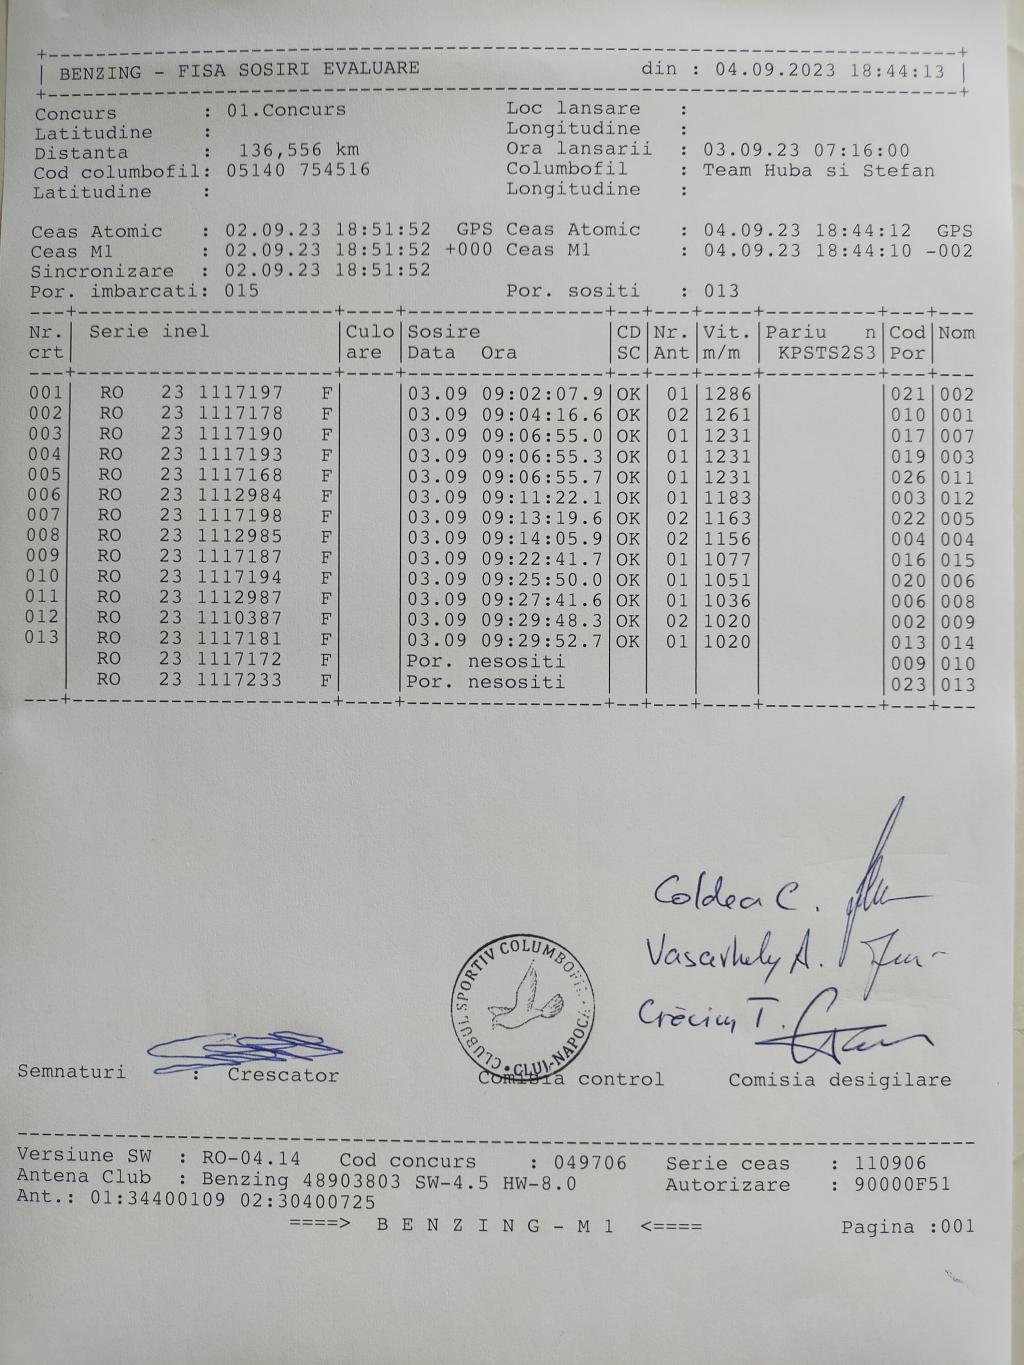 +-------------------------------------------------------------------------+
| BENZING - FISA SOSIRI EVALUARE din : 04.09.2023 18:44:13 |
+-------------------------------------------------------------------------+
Concurs : 01.Concurs Loc lansare :
Latitudine : Longitudine :
Distanta : 136,556 km Ora lansarii : 03.09.23 07:16:00
Cod columbofil: 05140 754516 Columbofil : Team Huba si Stefan
Latitudine : Longitudine :
Ceas Atomic : 02.09.23 18:51:52 GPS Ceas Atomic : 04.09.23 18:44:12 GPS
Ceas M1 : 02.09.23 18:51:52 +000 Ceas M1 : 04.09.23 18:44:10 -002
Sincronizare : 02.09.23 18:51:52
Por. imbarcati: 015 Por. sositi : 013
Nr.| Serie inel |Culo|Sosire |CD|Nr.|Vit.|Pariu n|Cod|Nom
crt| |are |Data Ora |SC|Ant|m/m | KPSTS2S3|Por|
001| RO 23 1117197 F| |03.09 09:02:07.9|OK| 01|1286| |021|002
002| RO 23 1117178 F| |03.09 09:04:16.6|OK| 02|1261| |010|001
003| RO 23 1117190 F| |03.09 09:06:55.0|OK| 01|1231| |017|007
004| RO 23 1117193 F| |03.09 09:06:55.3|OK| 01|1231| |019|003
005| RO 23 1117168 F| |03.09 09:06:55.7|OK| 01|1231| |026|011
006| RO 23 1112984 F| |03.09 09:11:22.1|OK| 01|1183| |003|012
007| RO 23 1117198 F| |03.09 09:13:19.6|OK| 02|1163| |022|005
008| RO 23 1112985 F| |03.09 09:14:05.9|OK| 02|1156| |004|004
009| RO 23 1117187 F| |03.09 09:22:41.7|OK| 01|1077| |016|015
010| RO 23 1117194 F| |03.09 09:25:50.0|OK| 01|1051| |020|006
011| RO 23 1112987 F| |03.09 09:27:41.6|OK| 01|1036| |006|008
012| RO 23 1110387 F| |03.09 09:29:48.3|OK| 02|1020| |002|009
013| RO 23 1117181 F| |03.09 09:29:52.7|OK| 01|1020| |013|014
| RO 23 1117172 F| |Por. nesositi | | | | |009|010
| RO 23 1117233 F| |Por. nesositi | | | | |023|013
Coldea C.
Vasarhely A.
T.
CLUBUL SPORTIV COLUMBOFIL • CLUJ-NAPOCA •
Semnaturi : Crescator Comisia control Comisia desigilare
Versiune SW : RO-04.14 Cod concurs : 049706 Serie ceas : 110906
Antena Club : Benzing 48903803 SW-4.5 HW-8.0 Autorizare : 90000F51
Ant.: 01:34400109 02:30400725
====> B E N Z I N G - M 1 <==== Pagina :001